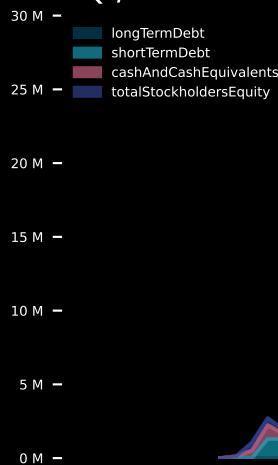 30 M
longTermDebt
shortTermDebt
cashAndCashEquivalents
totalStockholdersEquity
25 M
20 M
15 M
10 M
5 M
0 M